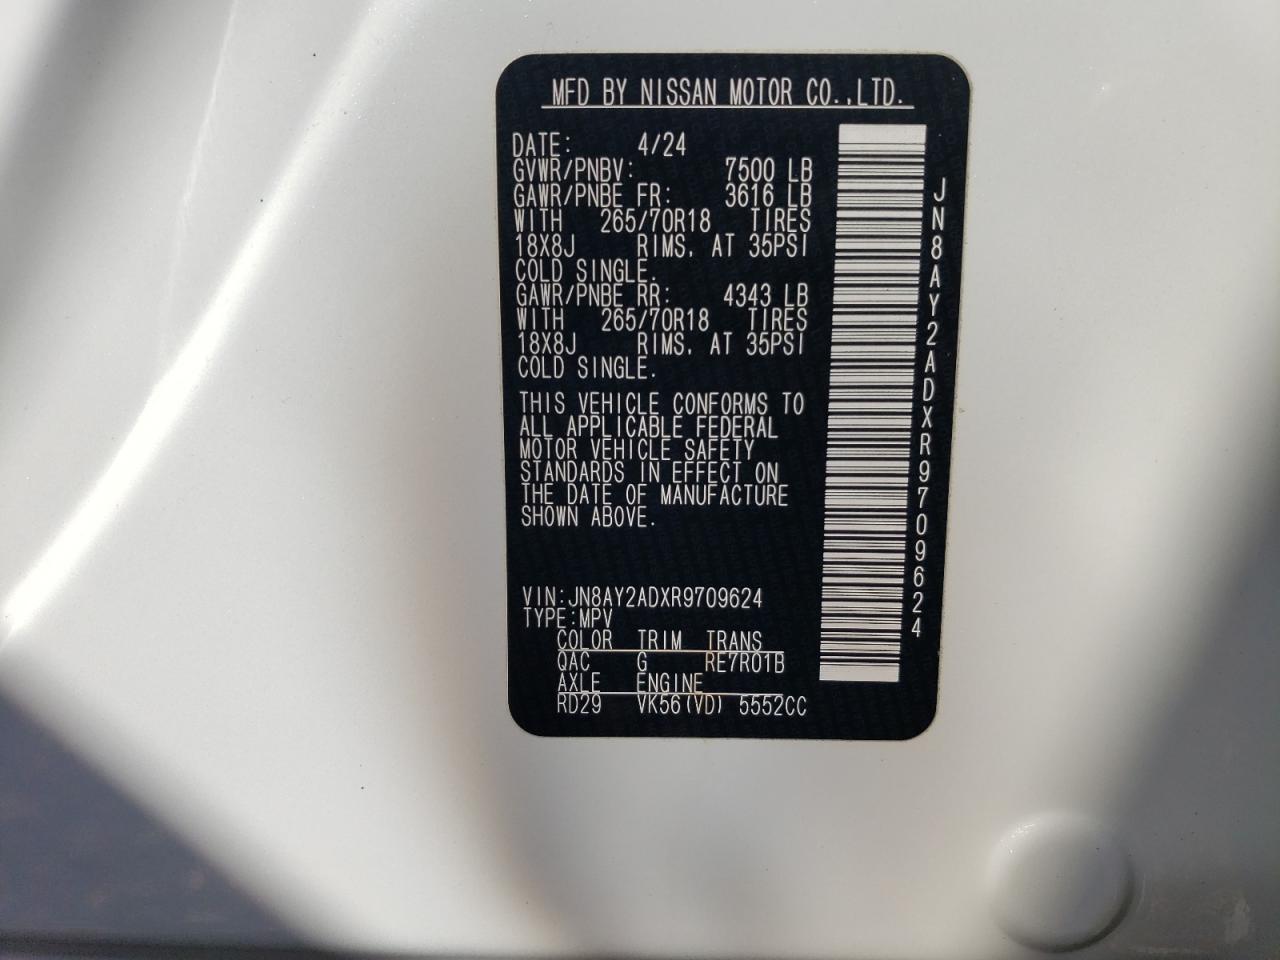 MFD BY NISSAN MOTOR CO.,LTD.
DATE: 4/24
GVWR/PNBV: 7500 LB
GAWR/PNBE FR: 3616 LB
WITH 265/70R18 TIRES
18X8J RIMS, AT 35PSI
COLD SINGLE.
GAWR/PNBE RR: 4343 LB
WITH 265/70R18 TIRES
18X8J RIMS, AT 35PSI
COLD SINGLE.
THIS VEHICLE CONFORMS TO
ALL APPLICABLE FEDERAL
MOTOR VEHICLE SAFETY
STANDARDS IN EFFECT ON
THE DATE OF MANUFACTURE
SHOWN ABOVE.
VIN:JN8AY2ADXR9709624
TYPE:MPV
COLOR TRIM TRANS
QAC G RE7R01B
AXLE ENGINE
RD29 VK56(VD) 5552CC
JN8AY2ADXR9709624